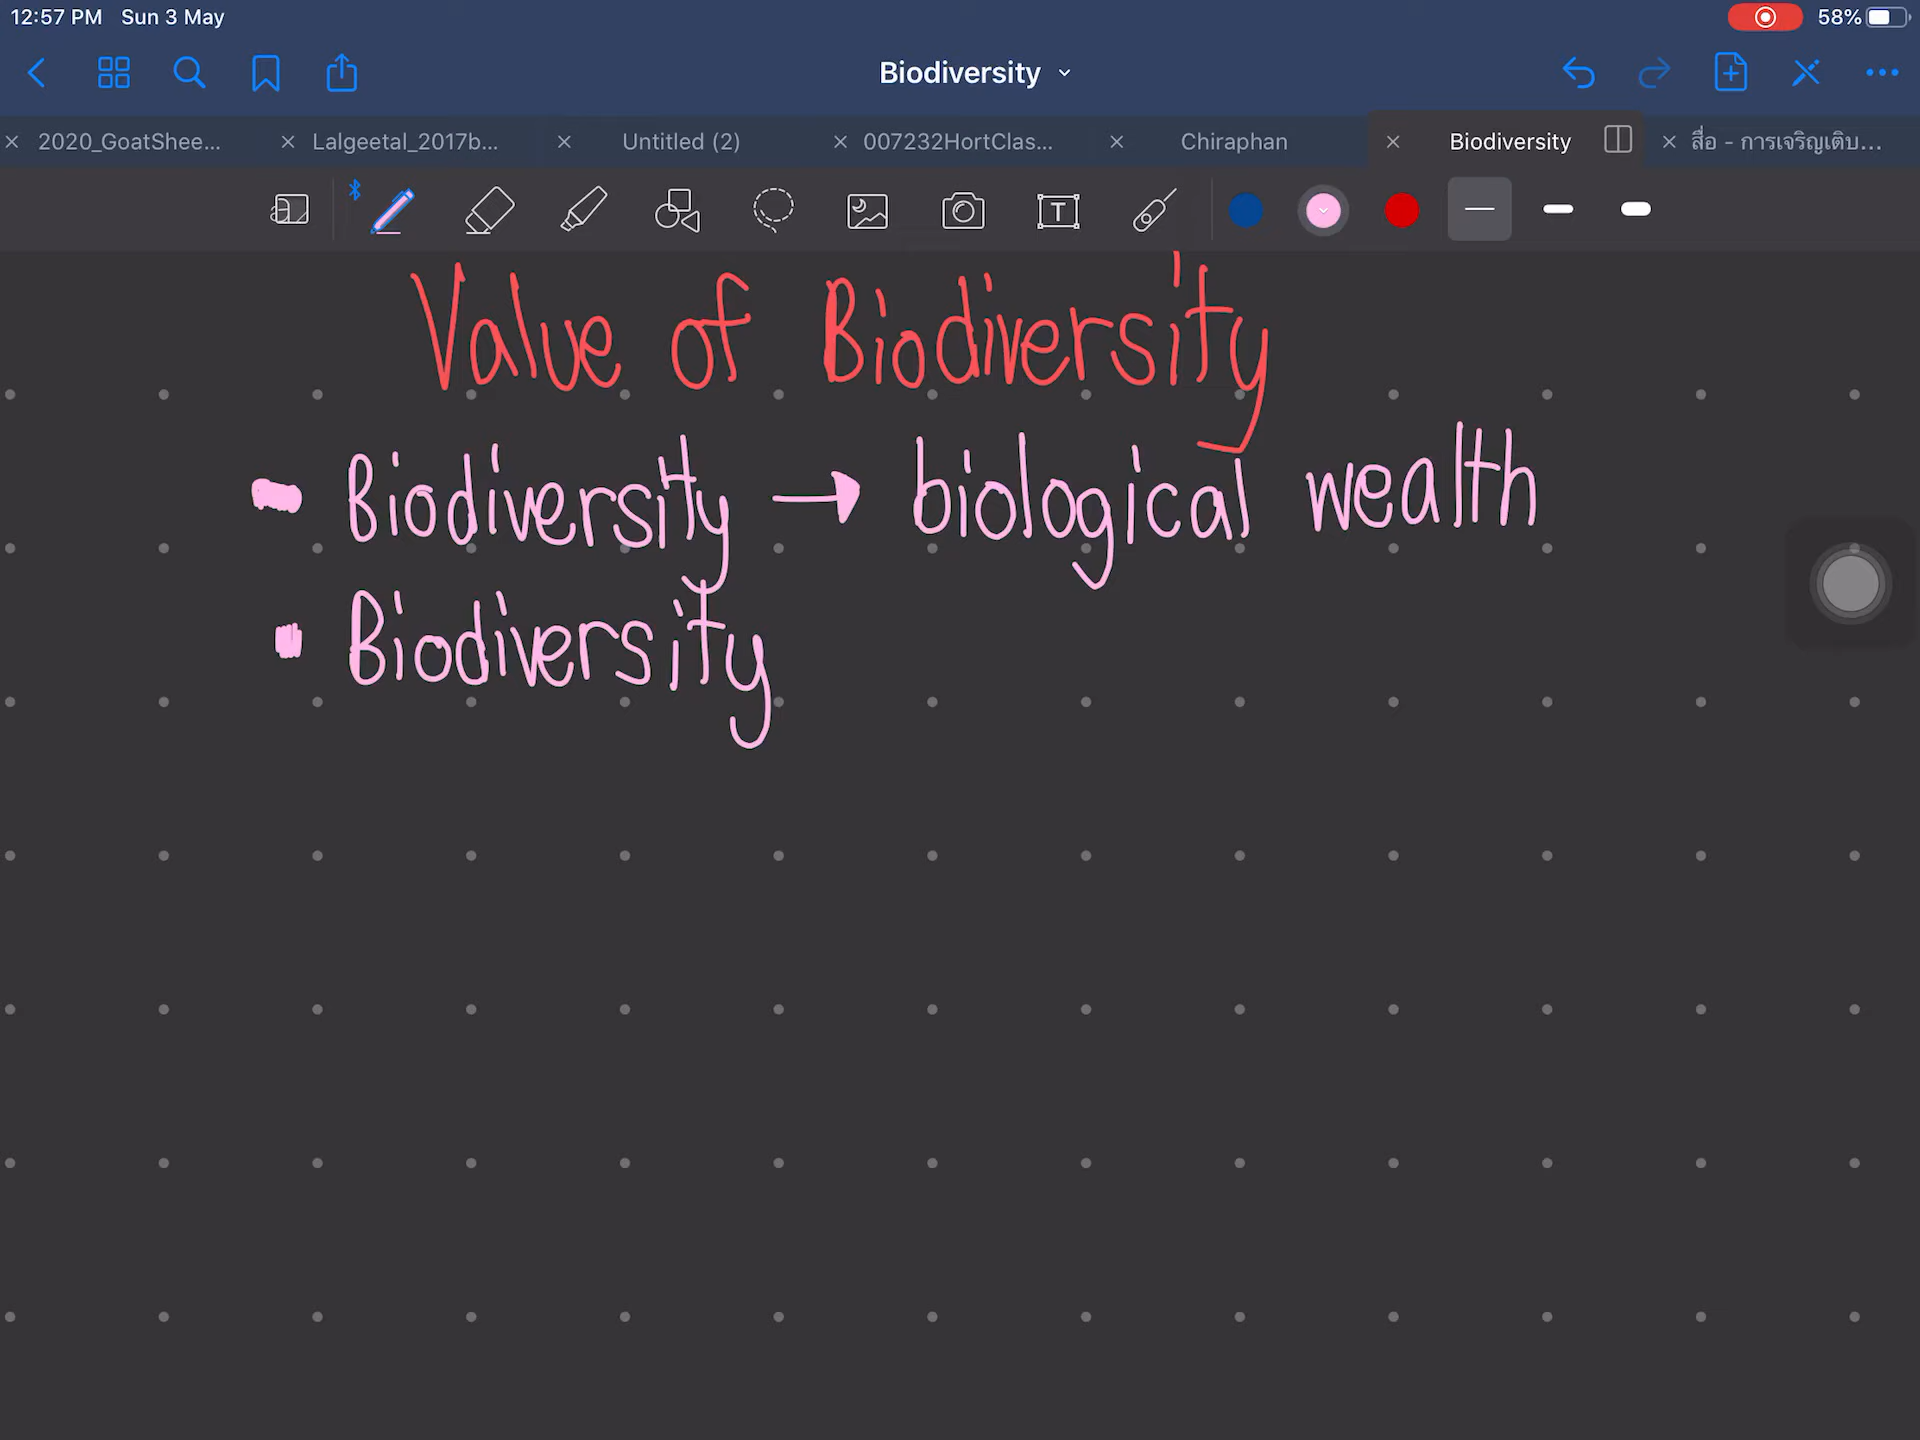 12:57 PM Sun 3 May 58%
Biodiversity
2020_GoatShee... Lalgeetal_2017b... Untitled (2) 007232HortClas... Chiraphan Biodiversity สื่อ - การเจริญเติบ...
Value of Biodiversity
Biodiversity → biological wealth
Biodiversity